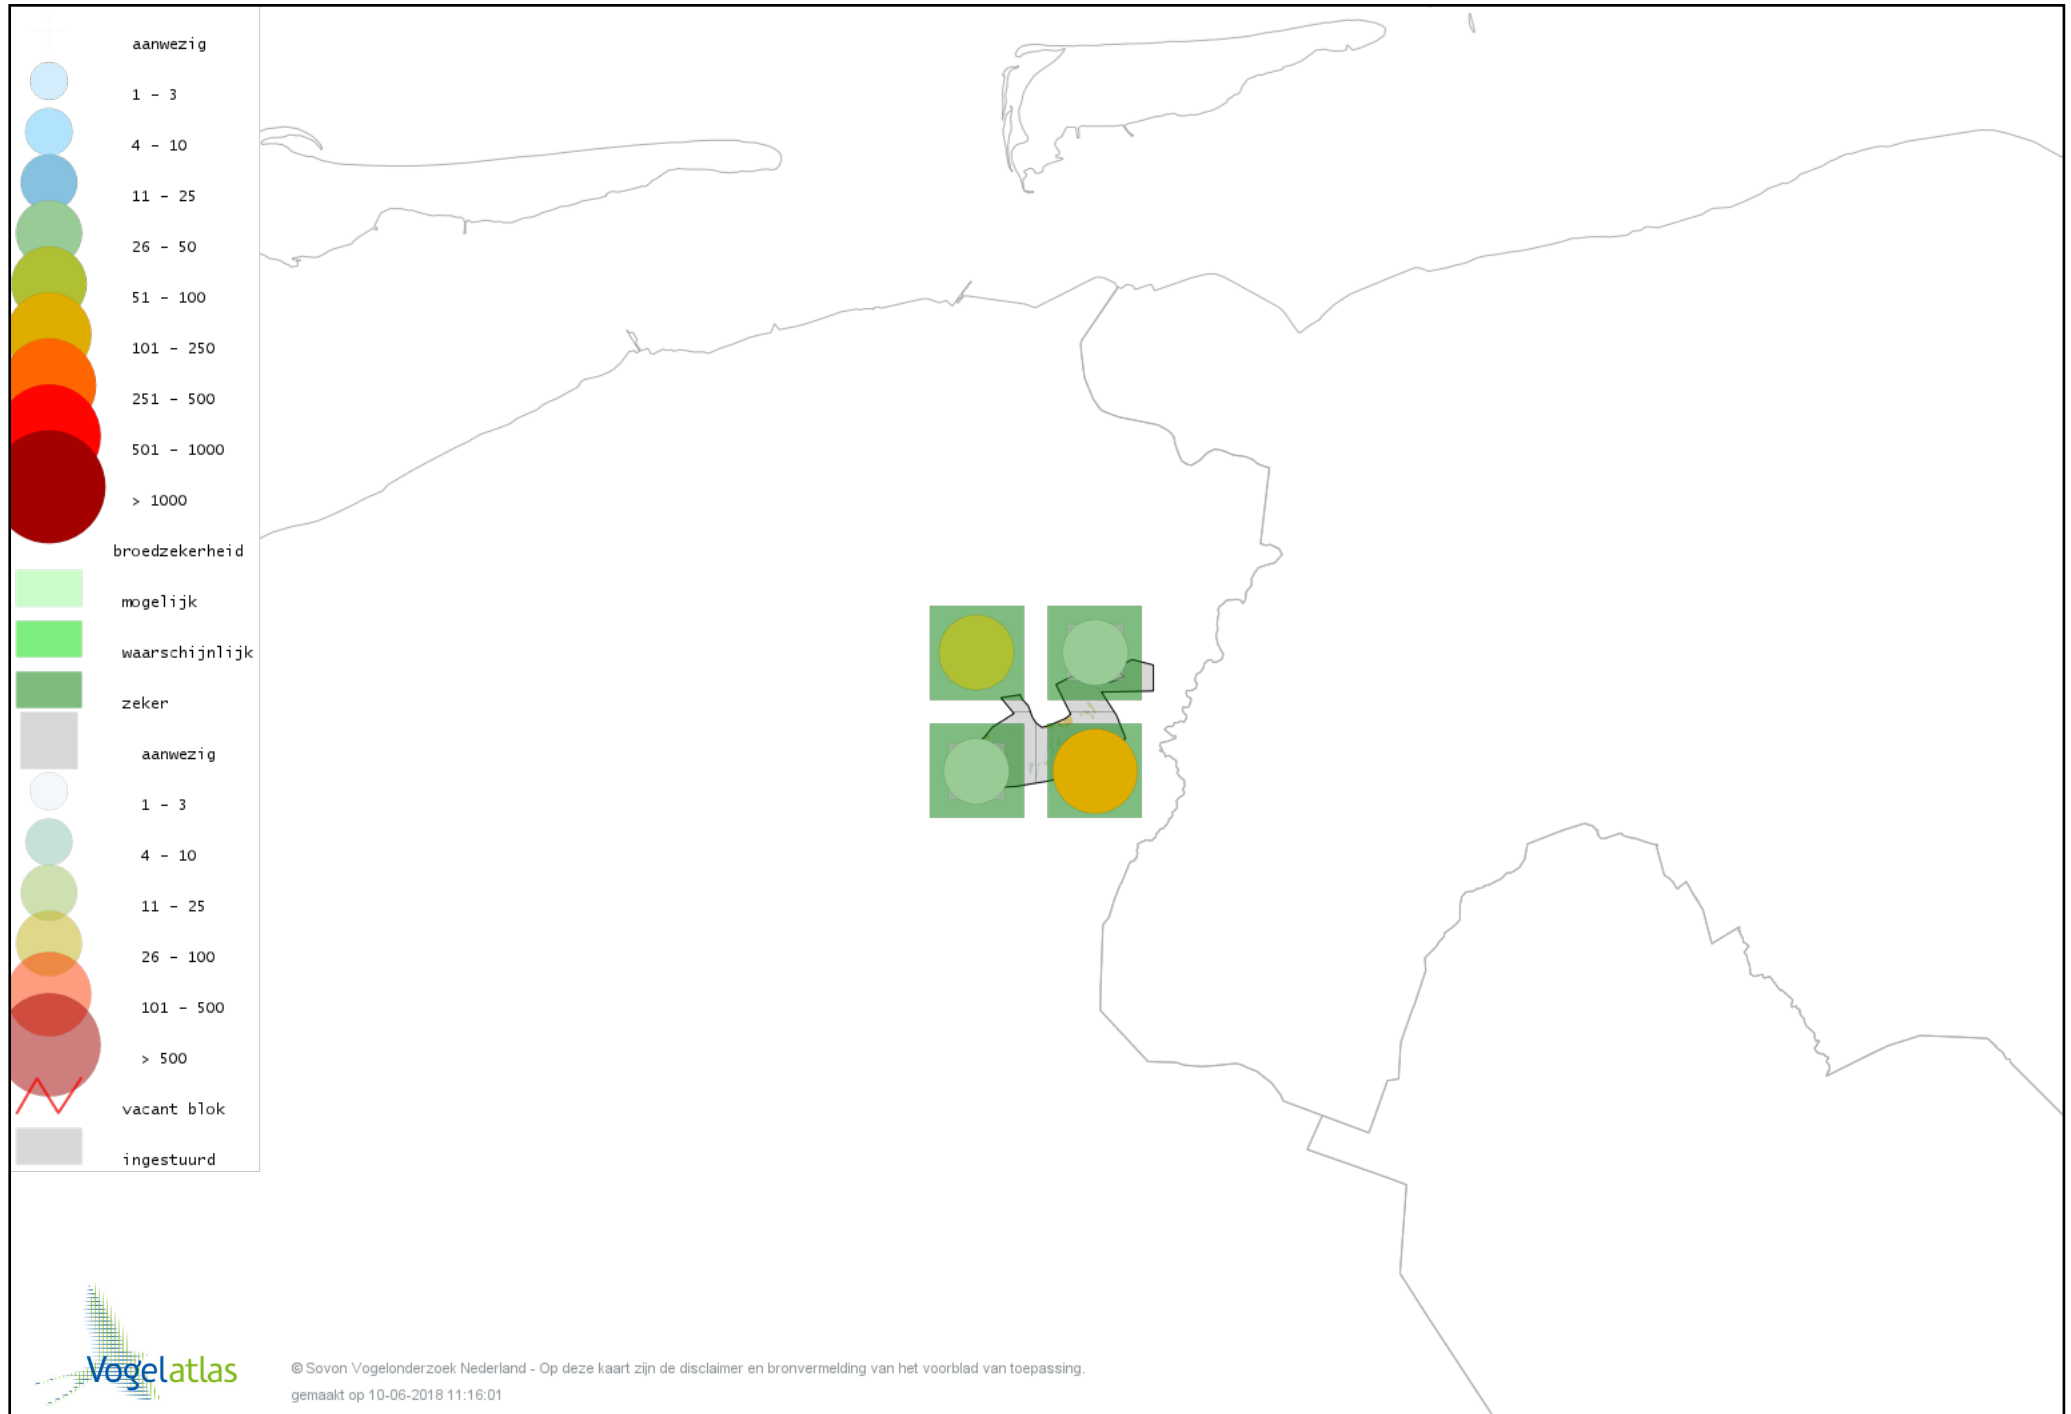 aanwezig
1 - 3
4 - 10
11 - 25
26 - 50
51 - 100
101 - 250
251 - 500
501 - 1000
> 1000
broedzekerheid
mogelijk
waarschijnlijk
zeker
aanwezig
1 - 3
4 - 10
11 - 25
26 - 100
101 - 500
> 500
vacant blok
ingestuurd
Vogelatlas
© Sovon Vogelonderzoek Nederland - Op deze kaart zijn de disclaimer en bronvermelding van het voorblad van toepassing.
gemaakt op 10-06-2018 11:16:01